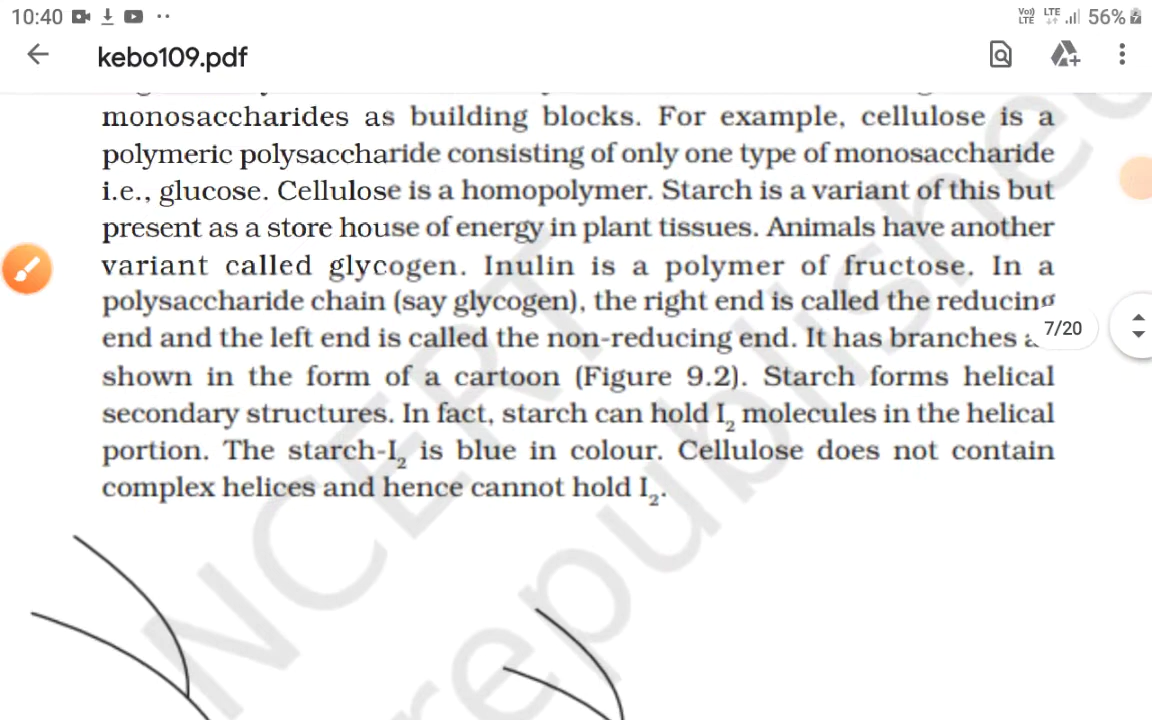 10:40
Vo)) LTE LTE 56%
kebo109.pdf
monosaccharides as building blocks. For example, cellulose is a
polymeric polysaccharide consisting of only one type of monosaccharide
i.e., glucose. Cellulose is a homopolymer. Starch is a variant of this but
present as a store house of energy in plant tissues. Animals have another
variant called glycogen. Inulin is a polymer of fructose. In a
polysaccharide chain (say glycogen), the right end is called the reducing
end and the left end is called the non-reducing end. It has branches
7/20
shown in the form of a cartoon (Figure 9.2). Starch forms helical
secondary structures. In fact, starch can hold I₂ molecules in the helical
portion. The starch-I₂ is blue in colour. Cellulose does not contain
complex helices and hence cannot hold I₂.
NCERT
republished